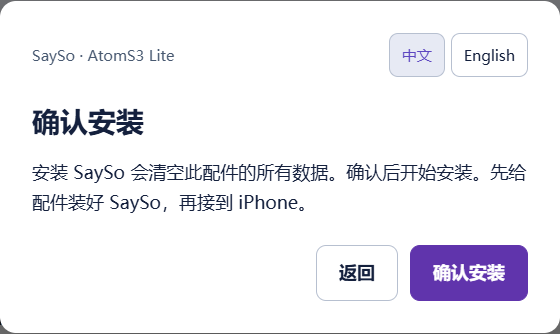 SaySo · AtomS3 Lite
中文
English
确认安装
安装 SaySo 会清空此配件的所有数据。确认后开始安装。先给
配件装好 SaySo，再接到 iPhone。
返回
确认安装